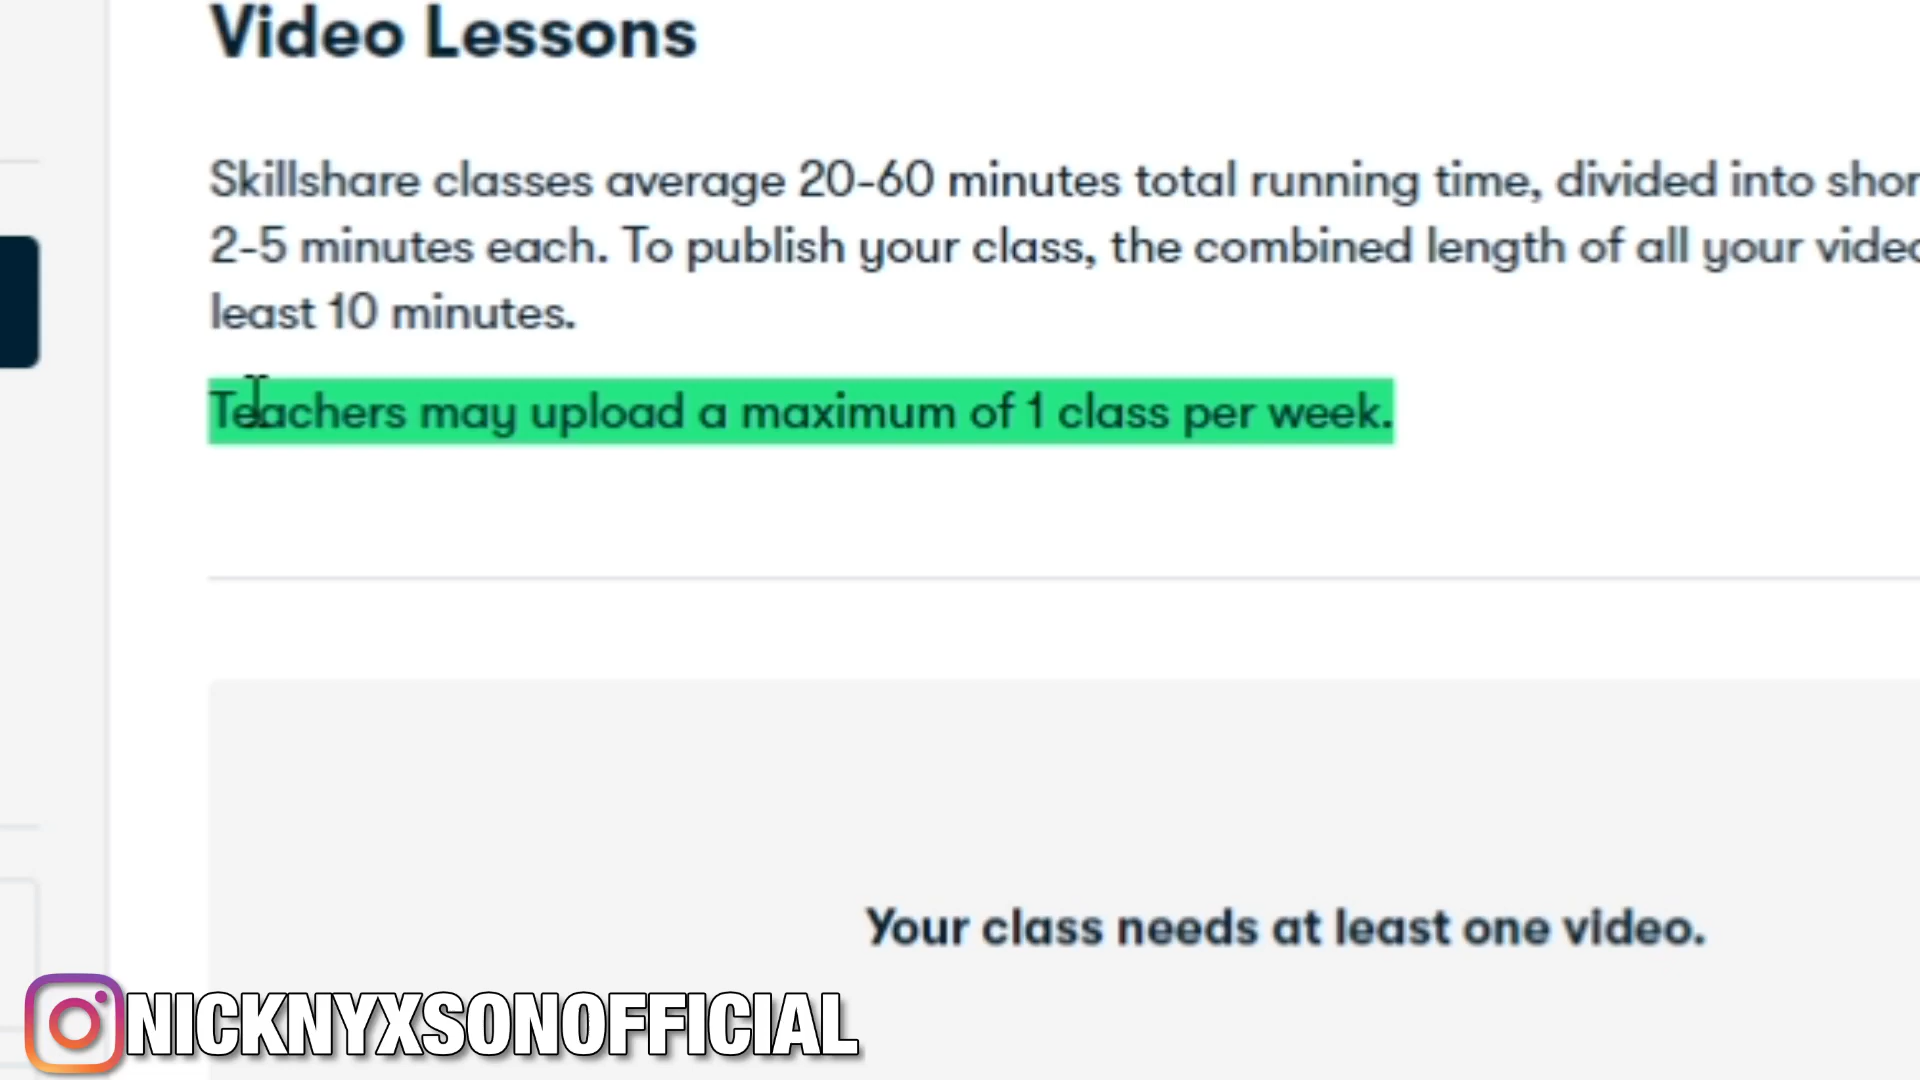 Video Lessons
Skillshare classes average 20-60 minutes total running time, divided into
2-5 minutes each. To publish your class, the combined length of all your
least 10 minutes.
Teachers may upload a maximum of 1 class per week.
Your class needs at least one video.
NICKNYXSONOFFICIAL